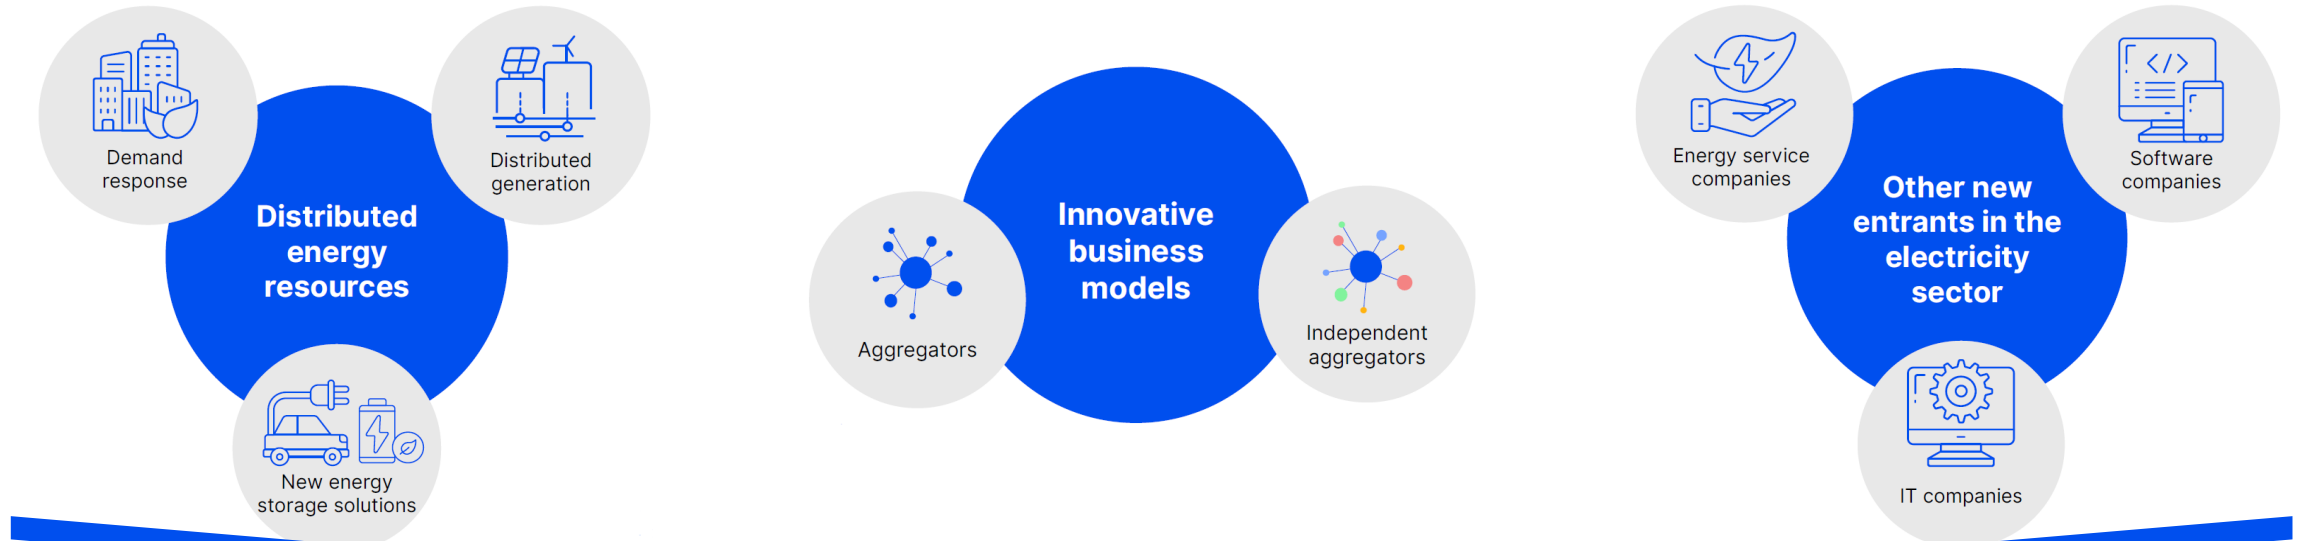 Demand
response
Distributed
generation
Distributed
energy
resources
New energy
storage solutions
Innovative
business
models
Aggregators
Independent
aggregators
Energy service
companies
Software
companies
Other new
entrants in the
electricity
sector
IT companies